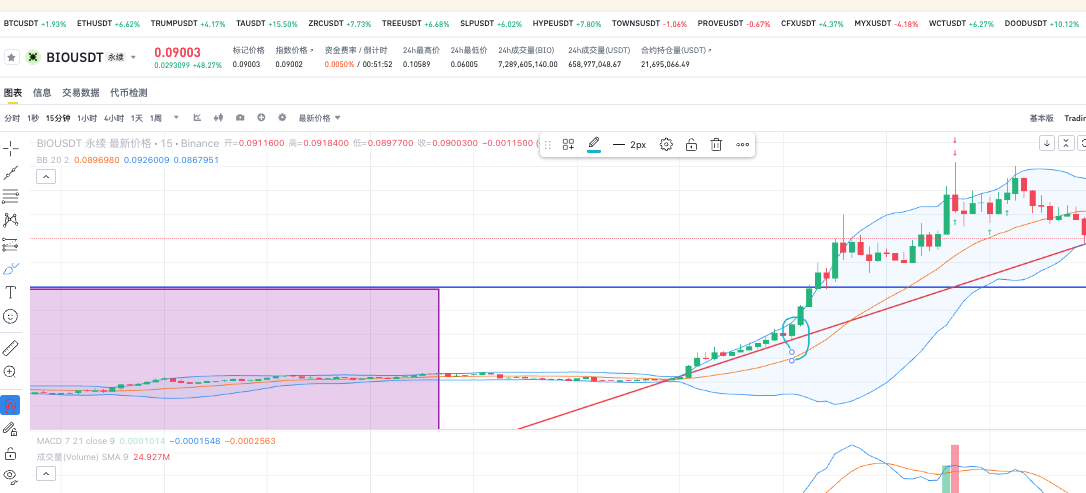 BTCUSDT +1.93% ETHUSDT +6.62% TRUMPUSDT +4.17% TAUSDT +15.50% ZRCUSDT +7.73% TREEUSDT +6.68% SLPUSDT +6.02% HYPEUSDT +7.80% TOWNSUSDT -1.06% PROVEUSDT -0.67% CFXUSDT +4.37% MYXUSDT -4.18% WCTUSDT +6.27% DOODUSDT +10.12%
BIOUSDT 永续 0.09003 标记价格 指数价格 资金费率 / 倒计时 24h最高价 24h最低价 24h成交量(BIO) 24h成交量(USDT) 合约持仓量(USDT)
0.0293099 +48.27% 0.09003 0.09002 0.0050% / 00:51:52 0.10589 0.06005 7,289,605,140.00 658,977,048.67 21,695,066.49
图表 信息 交易数据 代币检测
分时 1秒 15分钟 1小时 4小时 1天 1周 最新价格 基本版 Tradin
BIOUSDT 永续 最新价格 · 15 · Binance 开=0.0911600 高=0.0918400 低=0.0897700 收=0.0900300 −0.0011500 (
2px
BB 20 2 0.0896980 0.0926009 0.0867951
MACD 7 21 close 9 0.0001014 −0.0001548 −0.0002563
成交量(Volume) SMA 9 24.927M